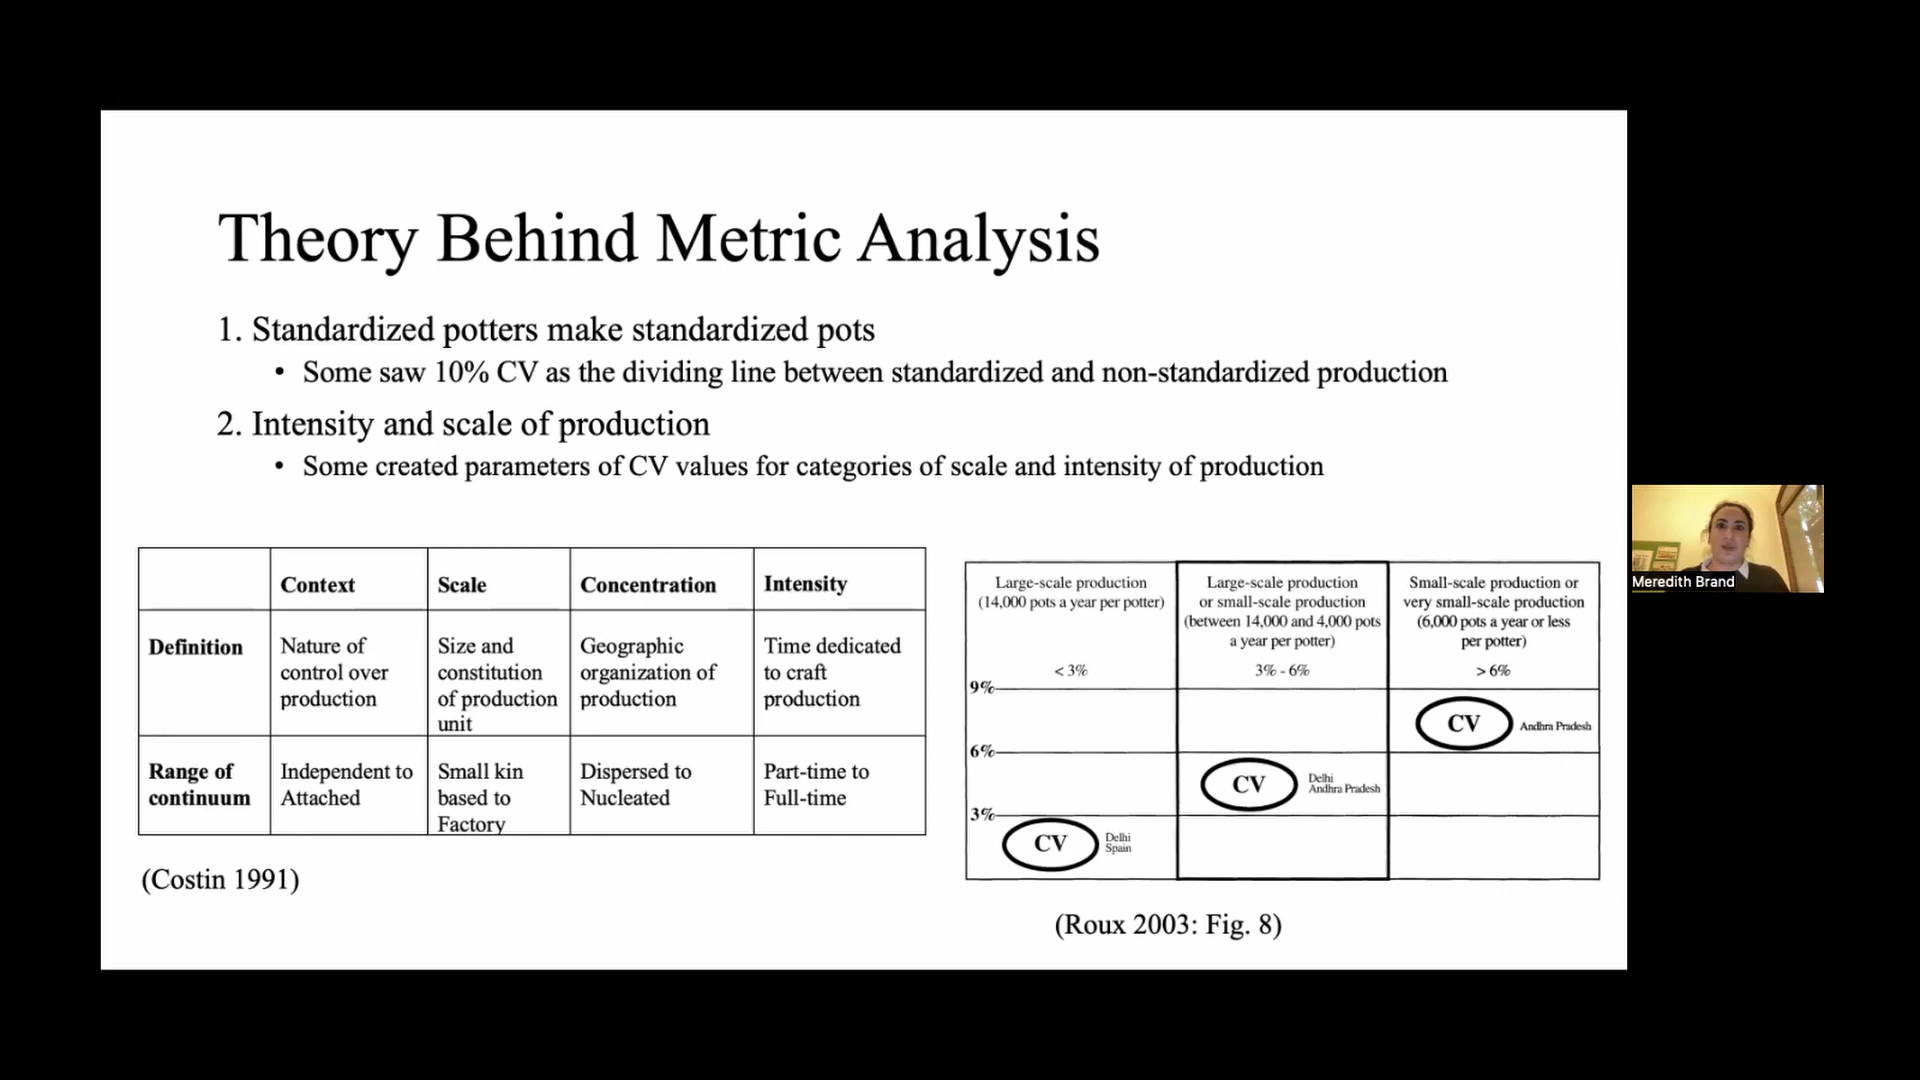 Theory Behind Metric Analysis
1. Standardized potters make standardized pots
• Some saw 10% CV as the dividing line between standardized and non-standardized production
2. Intensity and scale of production
• Some created parameters of CV values for categories of scale and intensity of production
Context Scale Concentration Intensity
Definition
Nature of
control over
production
Size and
constitution
of production
unit
Geographic
organization of
production
Time dedicated
to craft
production
Range of
continuum
Independent to
Attached
Small kin
based to
Factory
Dispersed to
Nucleated
Part-time to
Full-time
(Costin 1991)
Large-scale production
(14,000 pots a year per potter)
< 3%
Large-scale production
or small-scale production
(between 14,000 and 4,000 pots
a year per potter)
3% - 6%
Small-scale production or
very small-scale production
(6,000 pots a year or less
per potter)
> 6%
9%
CV Andhra Pradesh
6%
CV
Delhi
Andhra Pradesh
3%
CV
Delhi
Spain
(Roux 2003: Fig. 8)
Meredith Brand